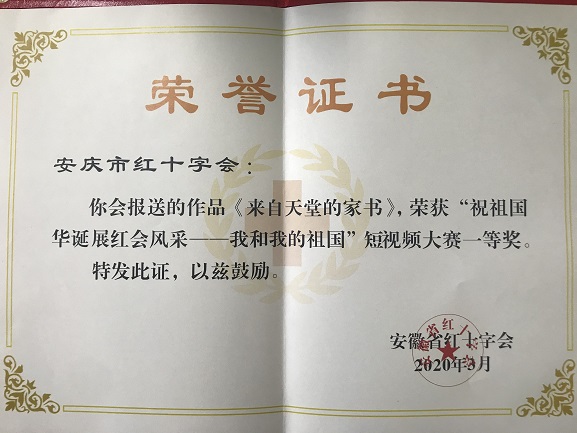 荣誉证书
安庆市红十字会：
你会报送的作品《来自天堂的家书》，荣获“祝祖国
华诞展红会风采——我和我的祖国”短视频大赛一等奖。
特发此证，以兹鼓励。
安徽省红十字会
2020年3月